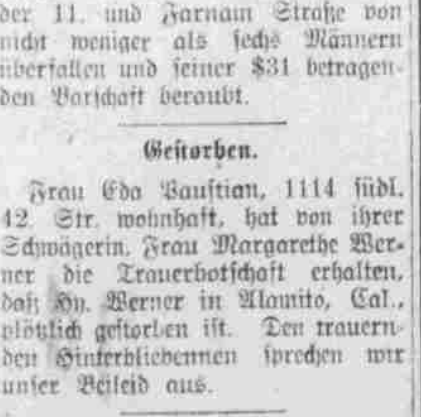 der 11. und Farnam Straße von
nicht weniger als sechs Männern
überfallen und seiner $31 betragen-
den Barschaft beraubt.
Gestorben.
Frau Eda Paustian, 1114 südl.
42. Str. wohnhaft, hat von ihrer
Schwägerin, Frau Margarethe Wer-
ner die Trauerbotschaft erhalten,
daß Hy. Werner in Alamito, Cal.,
plötzlich gestorben ist. Den trauern-
den Hinterbliebennen sprechen wir
unser Beileid aus.